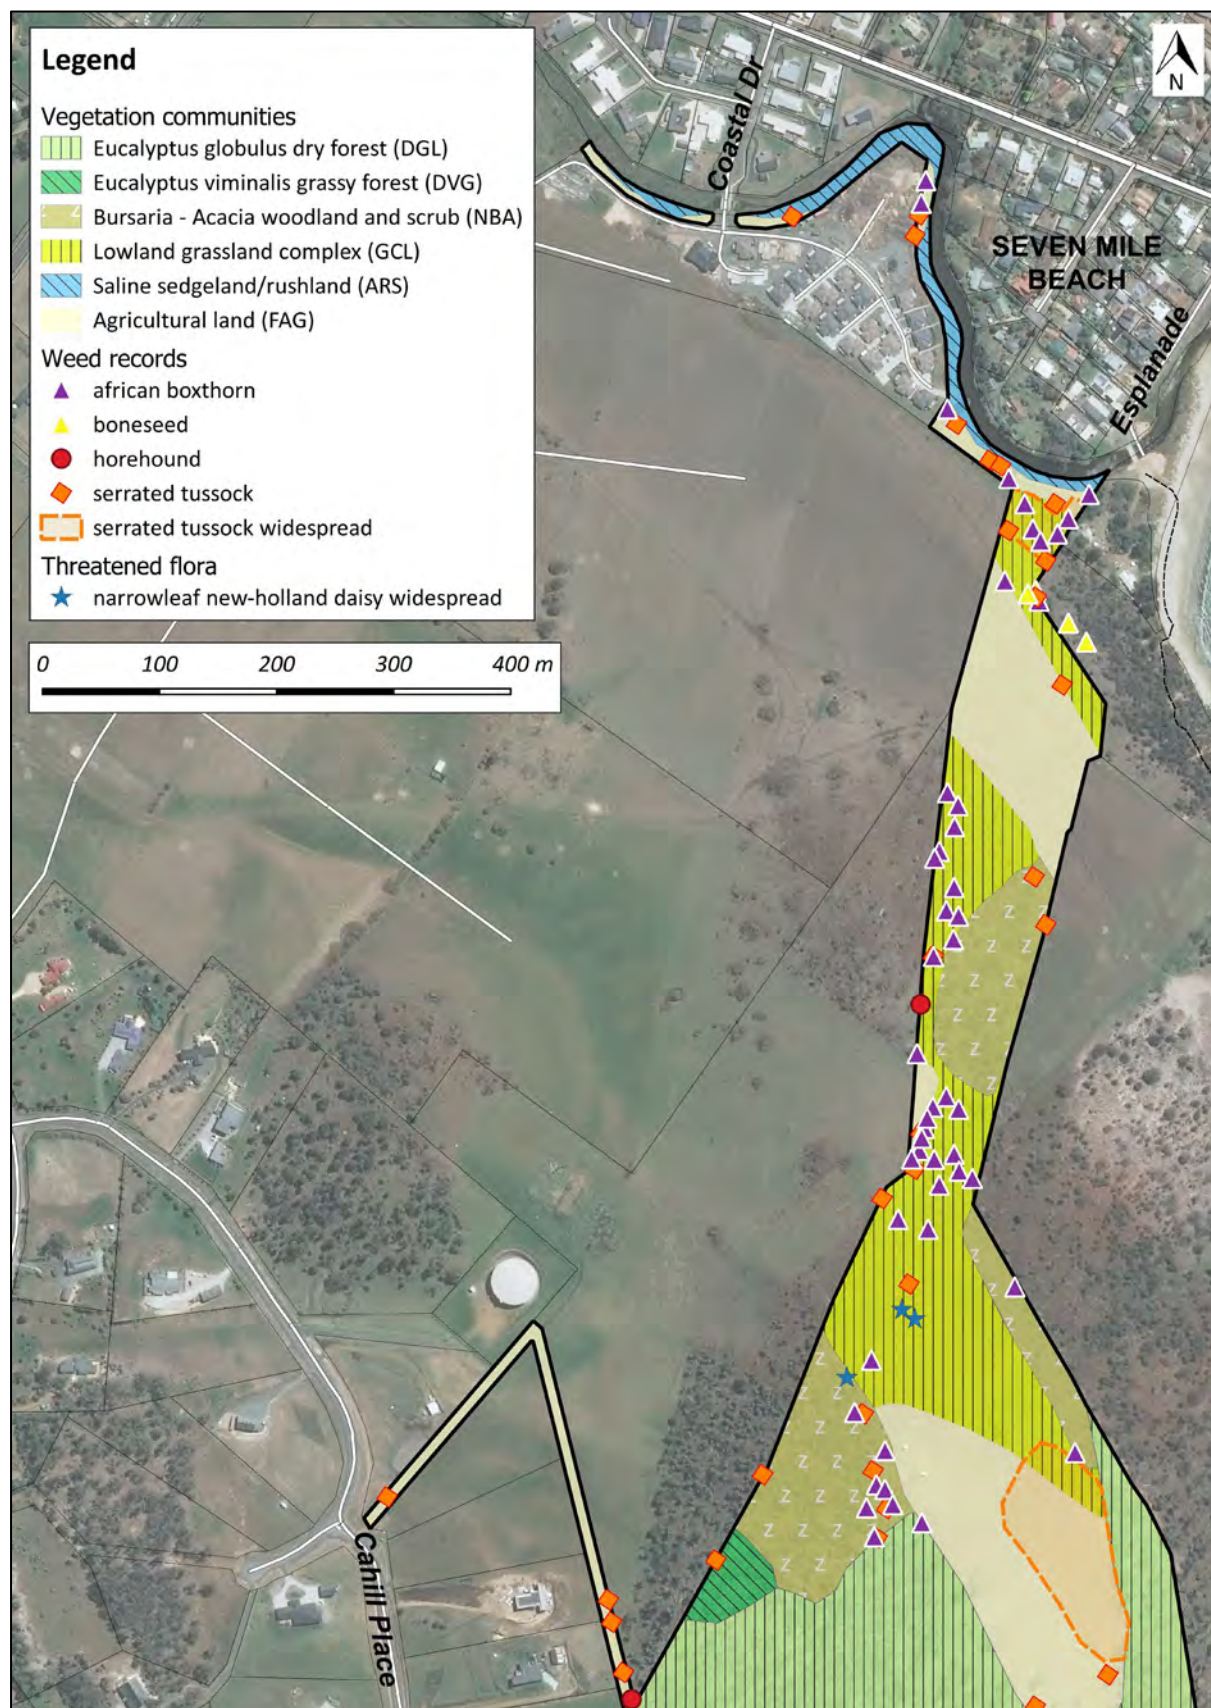 Legend
Vegetation communities
Eucalyptus globulus dry forest (DGL)
Eucalyptus viminalis grassy forest (DVG)
Bursaria - Acacia woodland and scrub (NBA)
Lowland grassland complex (GCL)
Saline sedgeland/rushland (ARS)
Agricultural land (FAG)
Weed records
african boxthorn
boneseed
horehound
serrated tussock
serrated tussock widespread
Threatened flora
narrowleaf new-holland daisy widespread
0 100 200 300 400 m
N
Coastal Dr
SEVEN MILE
BEACH
Esplanade
Cahill Place